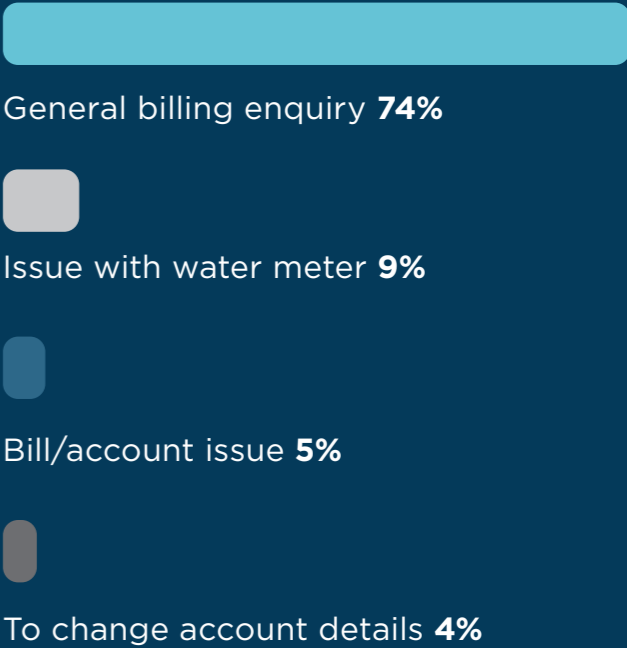 General billing enquiry 74%
Issue with water meter 9%
Bill/account issue 5%
To change account details 4%